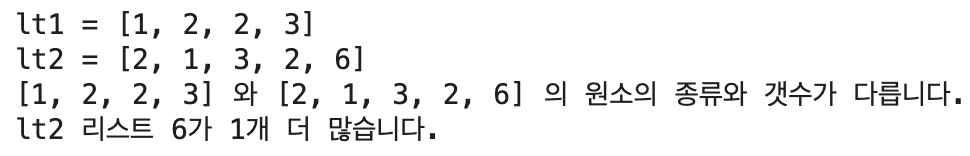 lt1 = [1, 2, 2, 3]
lt2 = [2, 1, 3, 2, 6]
[1, 2, 2, 3] 와 [2, 1, 3, 2, 6] 의 원소의 종류와 갯수가 다릅니다.
lt2 리스트 6가 1개 더 많습니다.